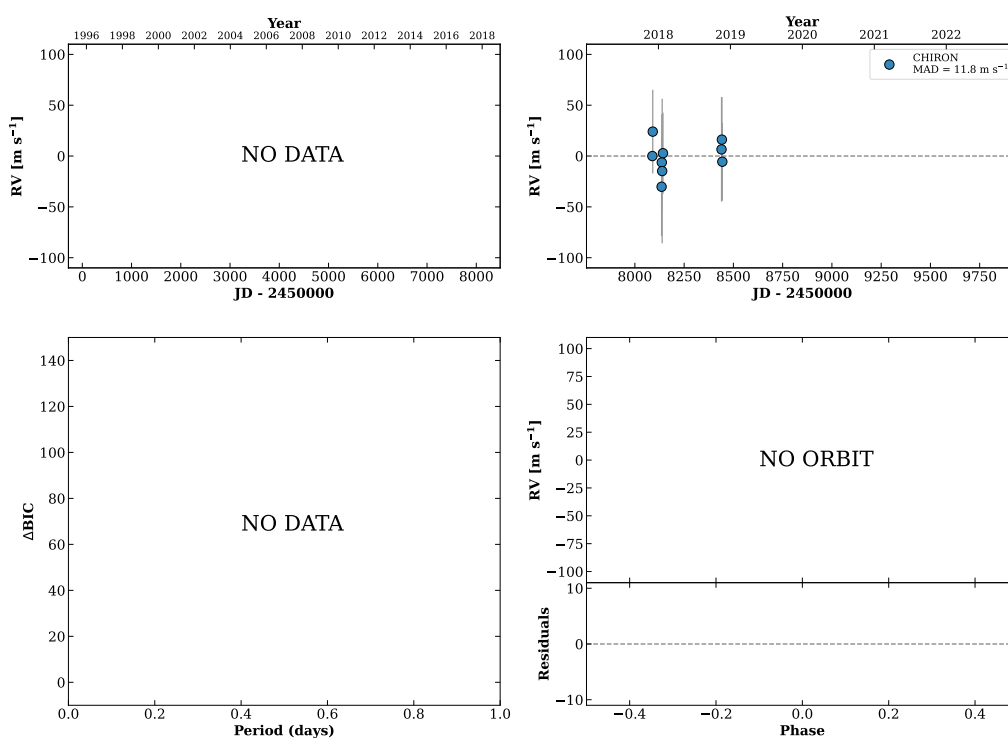 Year
1996 1998 2000 2002 2004 2006 2008 2010 2012 2014 2016 2018
100
50
0
−50
−100
RV [m s⁻¹]
NO DATA
0 1000 2000 3000 4000 5000 6000 7000 8000
JD - 2450000
Year
2018 2019 2020 2021 2022
100
50
0
−50
−100
RV [m s⁻¹]
CHIRON
MAD = 11.8 m s⁻¹
8000 8250 8500 8750 9000 9250 9500 9750
JD - 2450000
140
120
100
80
60
40
20
0
ΔBIC
NO DATA
0.0 0.2 0.4 0.6 0.8 1.0
Period (days)
100
75
50
25
0
−25
−50
−75
−100
RV [m s⁻¹]
NO ORBIT
10
0
−10
Residuals
−0.4 −0.2 0.0 0.2 0.4
Phase